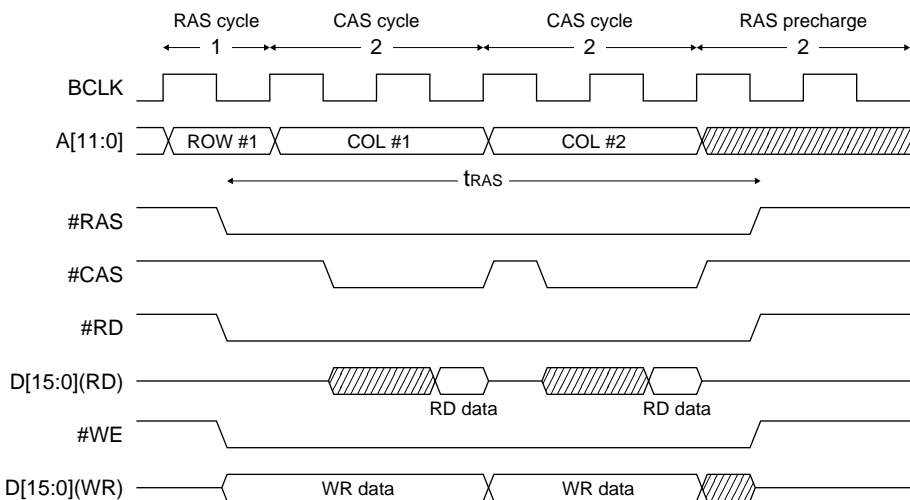 RAS cycle CAS cycle CAS cycle RAS precharge
1 2 2 2
BCLK
A[11:0] ROW #1 COL #1 COL #2
tRAS
#RAS
#CAS
#RD
D[15:0](RD)
RD data RD data
#WE
D[15:0](WR) WR data WR data